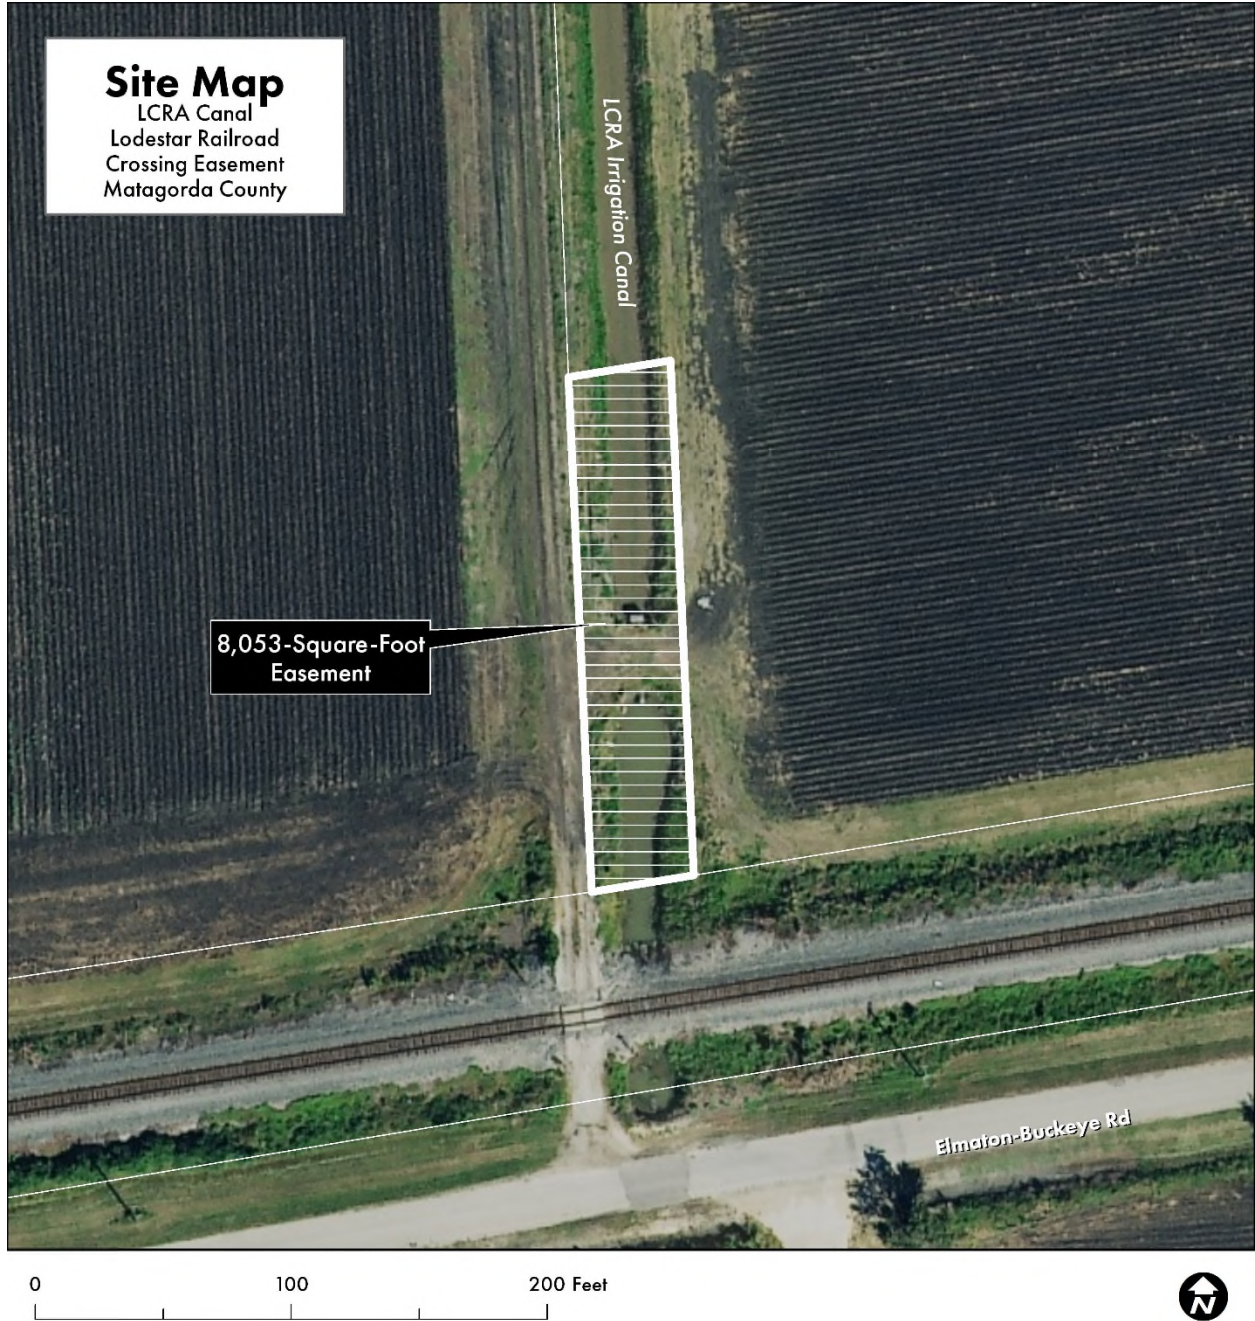 Site Map
LCRA Canal
Lodestar Railroad
Crossing Easement
Matagorda County
LCRA Irrigation Canal
8,053-Square-Foot
Easement
Elmaton-Buckeye Rd
0 100 200 Feet
N